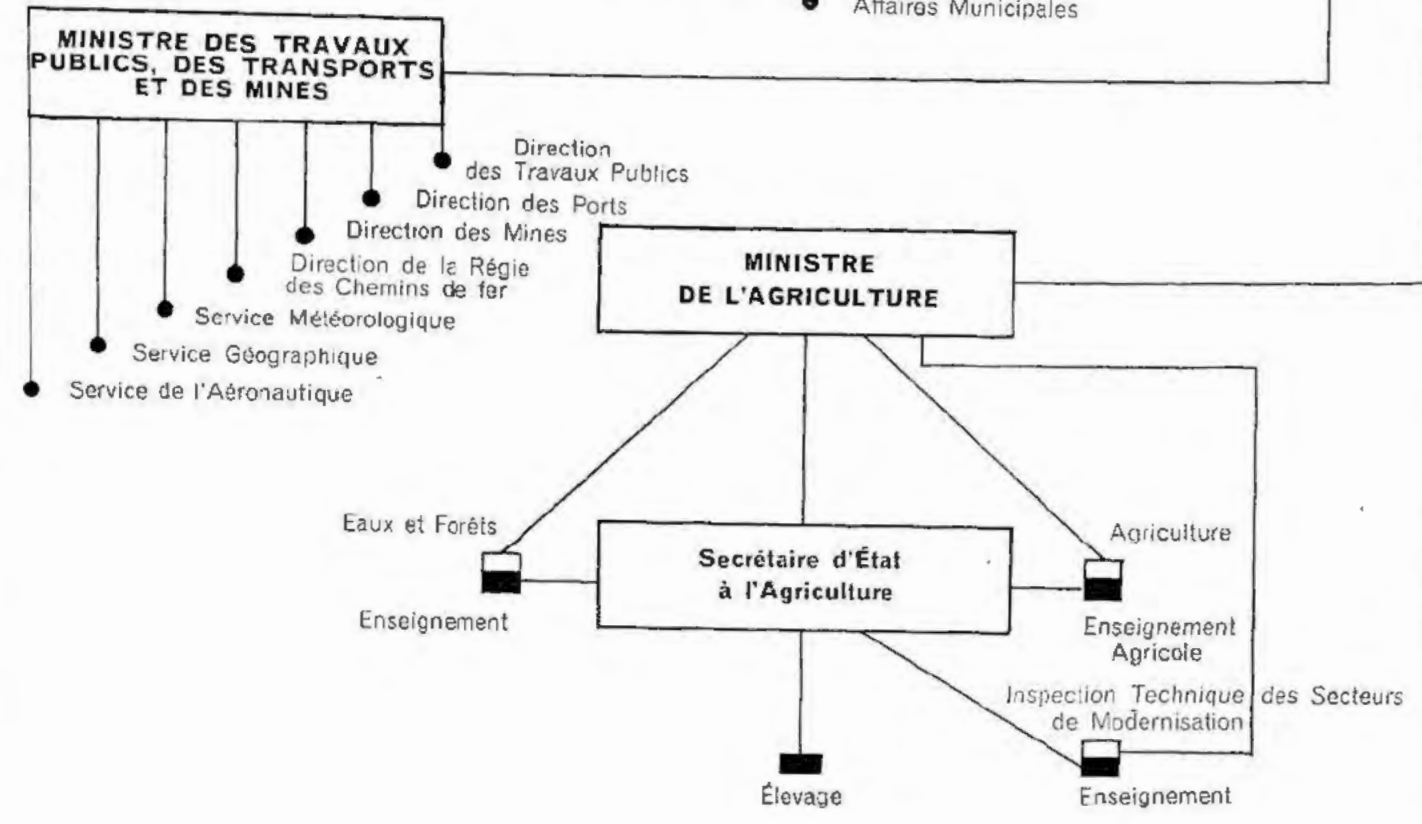 Affaires Municipales
MINISTRE DES TRAVAUX
PUBLICS, DES TRANSPORTS
ET DES MINES
Direction
des Travaux Publics
Direction des Ports
Direction des Mines
Direction de la Régie
des Chemins de fer
Service Météorologique
Service Géographique
Service de l'Aéronautique
MINISTRE
DE L'AGRICULTURE
Eaux et Forêts
Enseignement
Secrétaire d'État
à l'Agriculture
Agriculture
Enseignement
Agricole
Inspection Technique des Secteurs
de Modernisation
Élevage
Enseignement